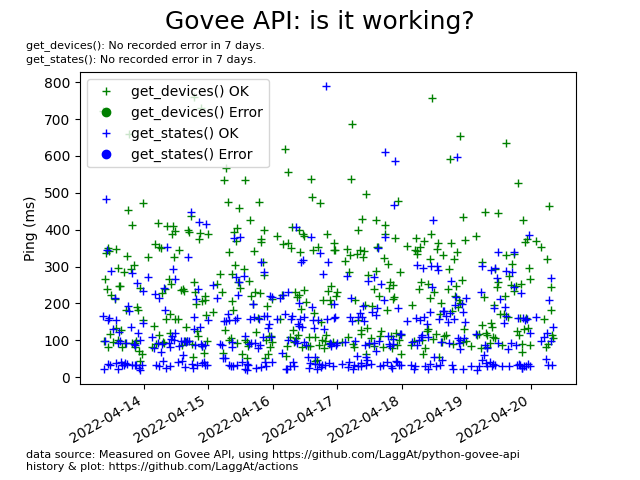 Govee API: is it working?
get_devices(): No recorded error in 7 days.
get_states(): No recorded error in 7 days.
800
700
600
500
400
300
200
100
0
Ping (ms)
get_devices() OK
get_devices() Error
get_states() OK
get_states() Error
2022-04-14
2022-04-15
2022-04-16
2022-04-17
2022-04-18
2022-04-19
2022-04-20
data source: Measured on Govee API, using https://github.com/LaggAt/python-govee-api
history & plot: https://github.com/LaggAt/actions